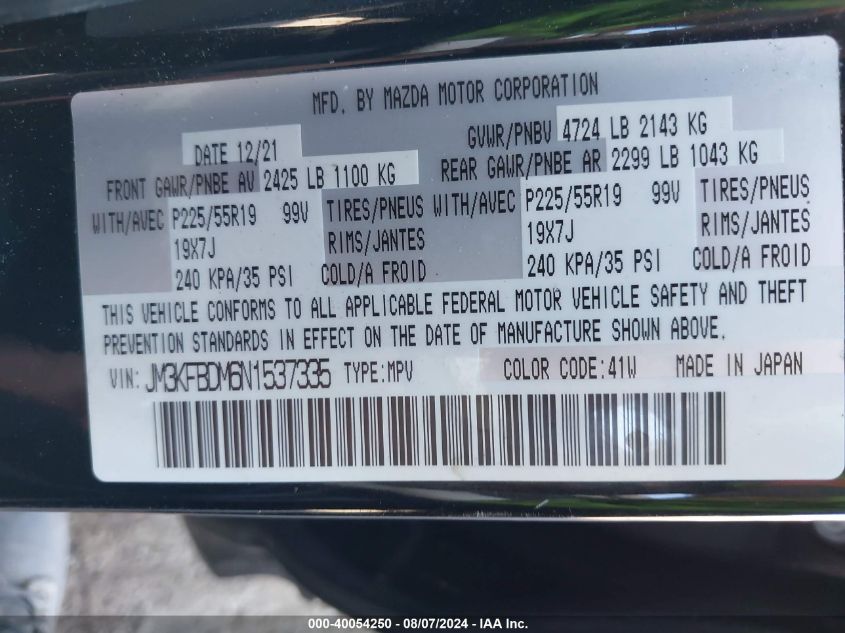 MFD. BY MAZDA MOTOR CORPORATION
DATE 12/21 GVWR/PNBV 4724 LB 2143 KG
FRONT GAWR/PNBE AV 2425 LB 1100 KG REAR GAWR/PNBE AR 2299 LB 1043 KG
WITH/AVEC P225/55R19 99V TIRES/PNEUS WITH/AVEC P225/55R19 99V TIRES/PNEUS
19X7J RIMS/JANTES 19X7J RIMS/JANTES
240 KPA/35 PSI COLD/A FROID 240 KPA/35 PSI COLD/A FROID
THIS VEHICLE CONFORMS TO ALL APPLICABLE FEDERAL MOTOR VEHICLE SAFETY AND THEFT
PREVENTION STANDARDS IN EFFECT ON THE DATE OF MANUFACTURE SHOWN ABOVE.
VIN: JM3KFBDM6N1537335 TYPE:MPV COLOR CODE:41W MADE IN JAPAN
000-40054250 - 08/07/2024 - IAA Inc.